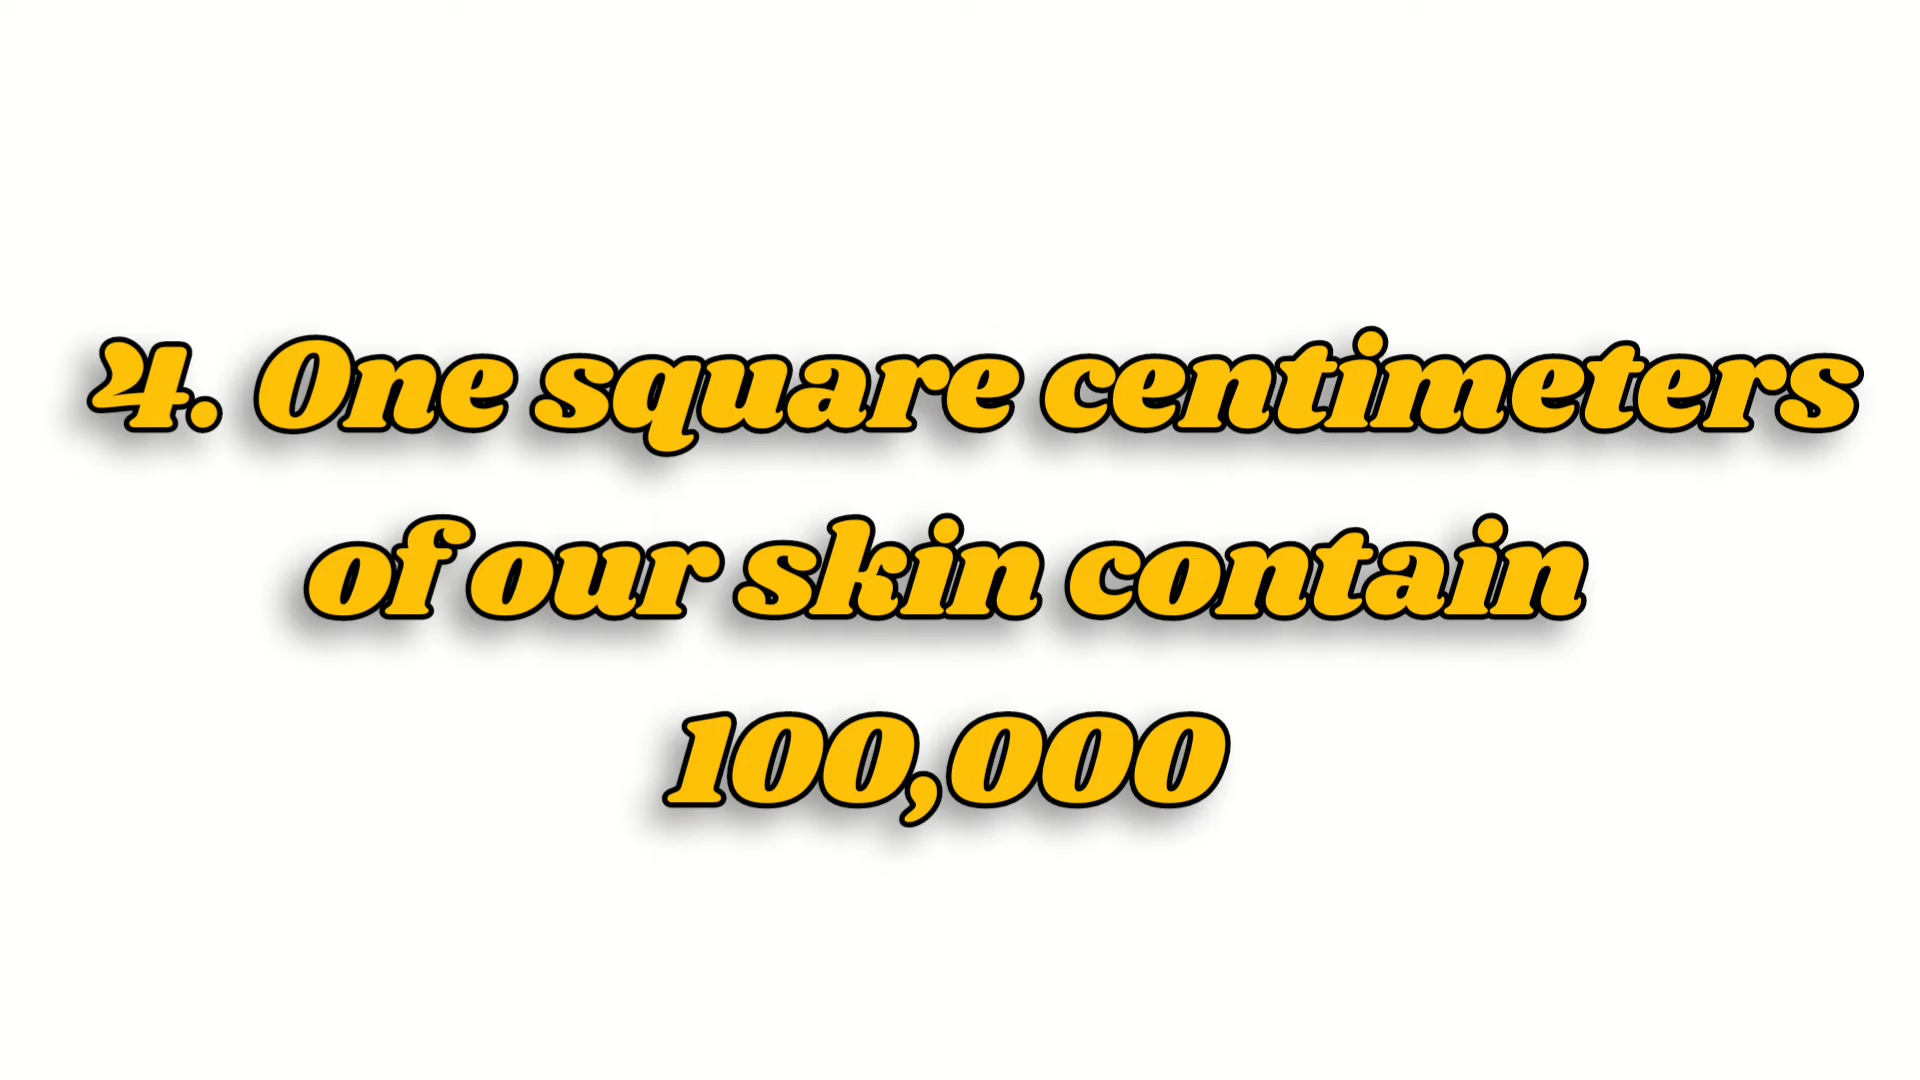 4. One square centimeters
of our skin contain
100,000